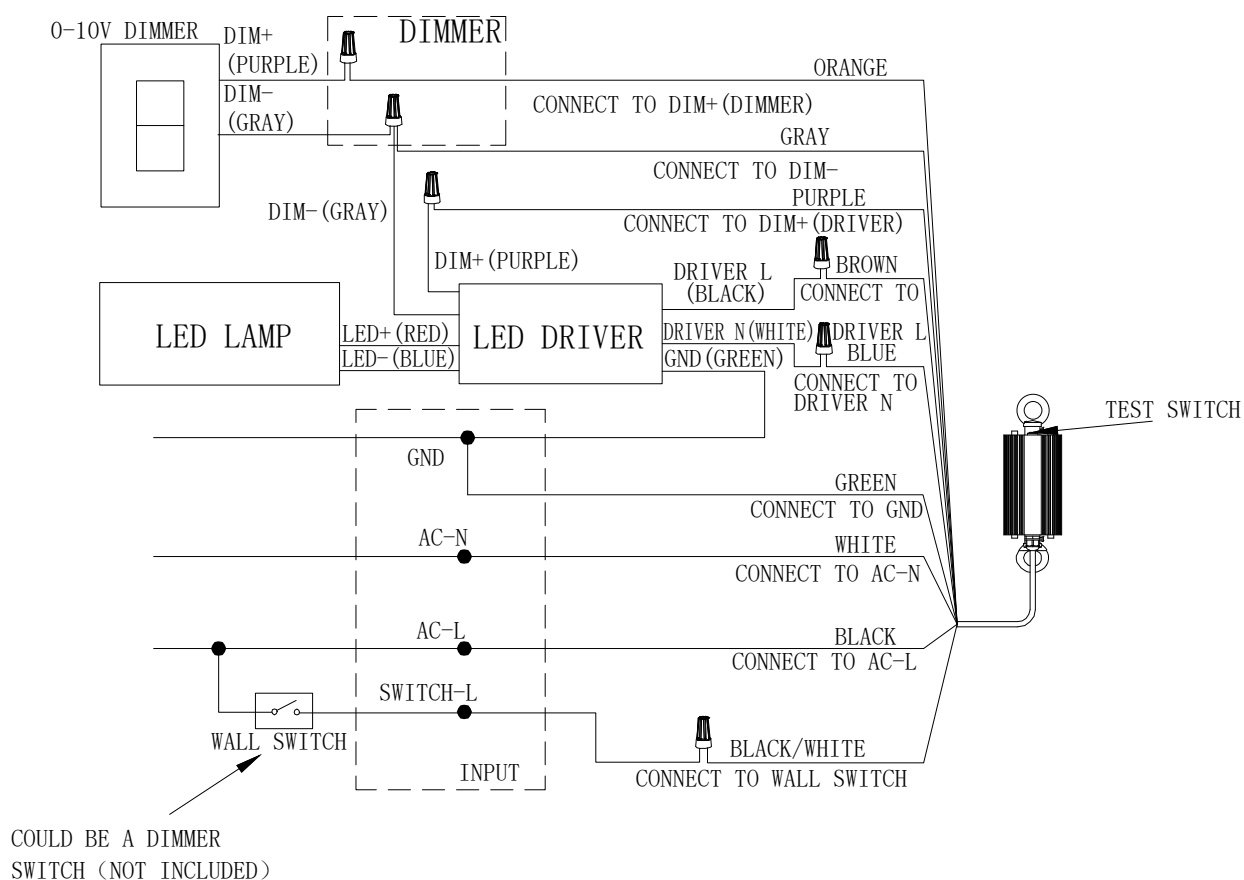 0-10V DIMMER
DIM+
(PURPLE)
DIM-
(GRAY)
DIMMER
ORANGE
CONNECT TO DIM+(DIMMER)
GRAY
CONNECT TO DIM-
PURPLE
CONNECT TO DIM+(DRIVER)
DIM-(GRAY)
DIM+(PURPLE)
DRIVER L
(BLACK)
BROWN
CONNECT TO
DRIVER L
LED LAMP
LED+(RED)
LED-(BLUE)
LED DRIVER
DRIVER N(WHITE)
GND(GREEN)
BLUE
CONNECT TO
DRIVER N
TEST SWITCH
GND
GREEN
CONNECT TO GND
AC-N
WHITE
CONNECT TO AC-N
AC-L
BLACK
CONNECT TO AC-L
SWITCH-L
WALL SWITCH
BLACK/WHITE
CONNECT TO WALL SWITCH
INPUT
COULD BE A DIMMER
SWITCH (NOT INCLUDED)